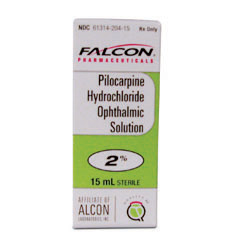 NDC 61314-204-15 Rx Only
FALCON
PHARMACEUTICALS
Pilocarpine
Hydrochloride
Ophthalmic
Solution
2%
15 mL STERILE
AFFILIATE OF
ALCON
LABORATORIES, INC.